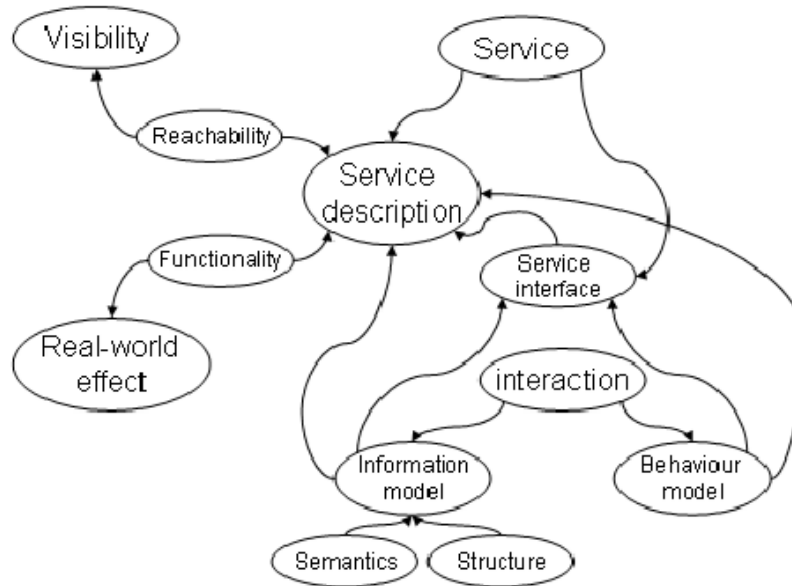 Visibility
Service
Reachability
Service
description
Functionality
Service
interface
Real-world
effect
interaction
Information
model
Behaviour
model
Semantics
Structure